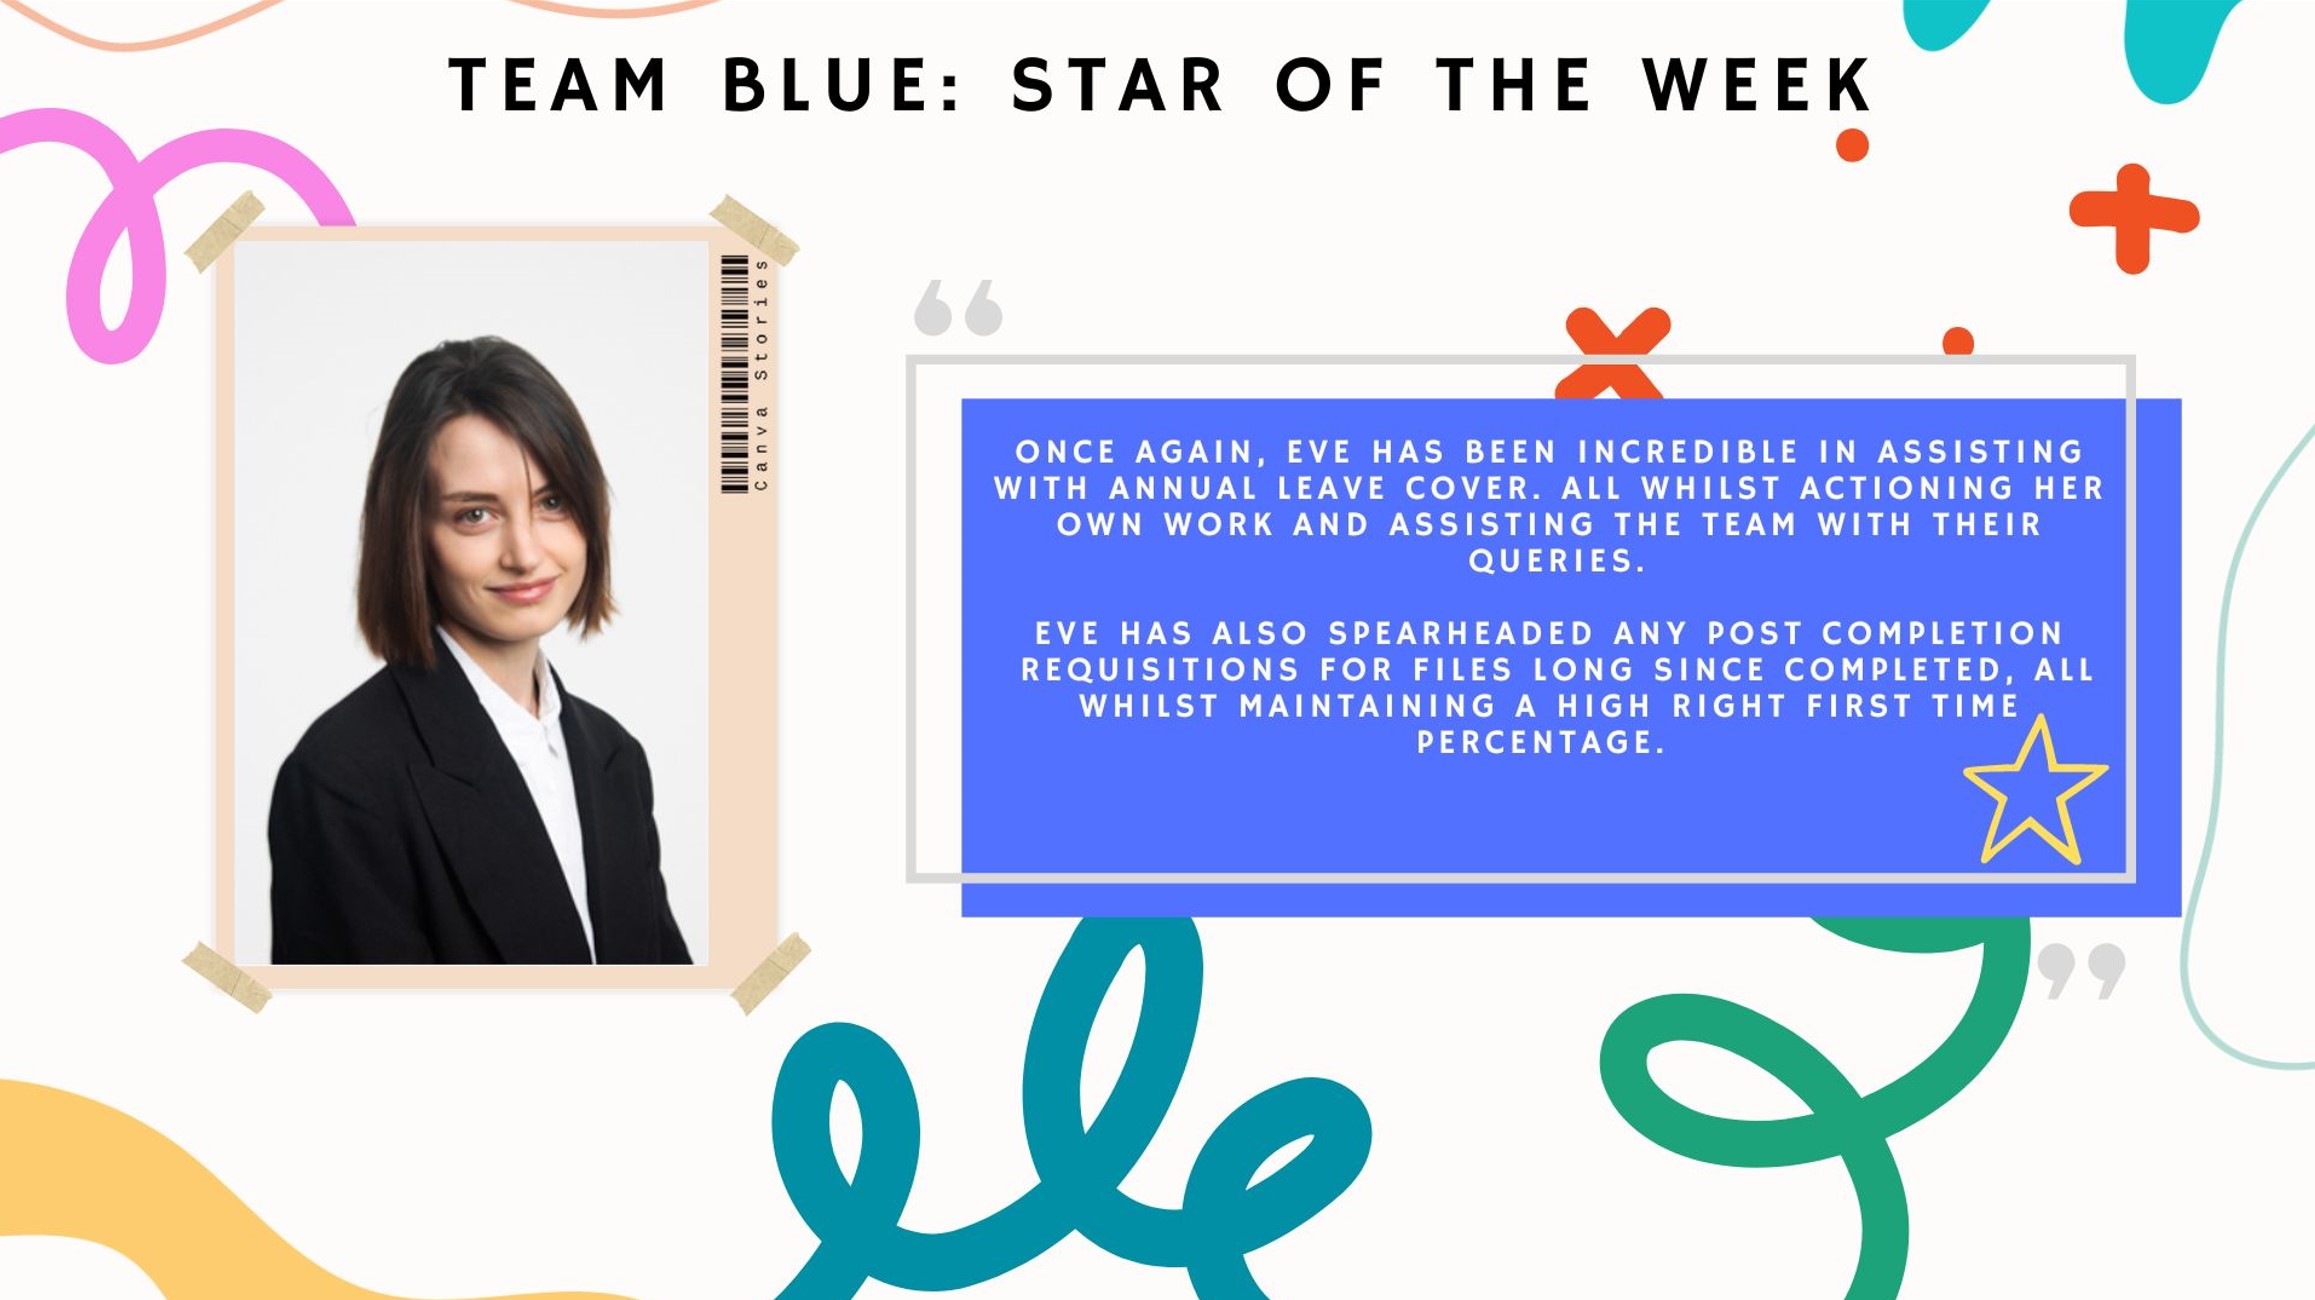 TEAM BLUE: STAR OF THE WEEK
Canva Stories
ONCE AGAIN, EVE HAS BEEN INCREDIBLE IN ASSISTING
WITH ANNUAL LEAVE COVER. ALL WHILST ACTIONING HER
OWN WORK AND ASSISTING THE TEAM WITH THEIR
QUERIES.
EVE HAS ALSO SPEARHEADED ANY POST COMPLETION
REQUISITIONS FOR FILES LONG SINCE COMPLETED, ALL
WHILST MAINTAINING A HIGH RIGHT FIRST TIME
PERCENTAGE.